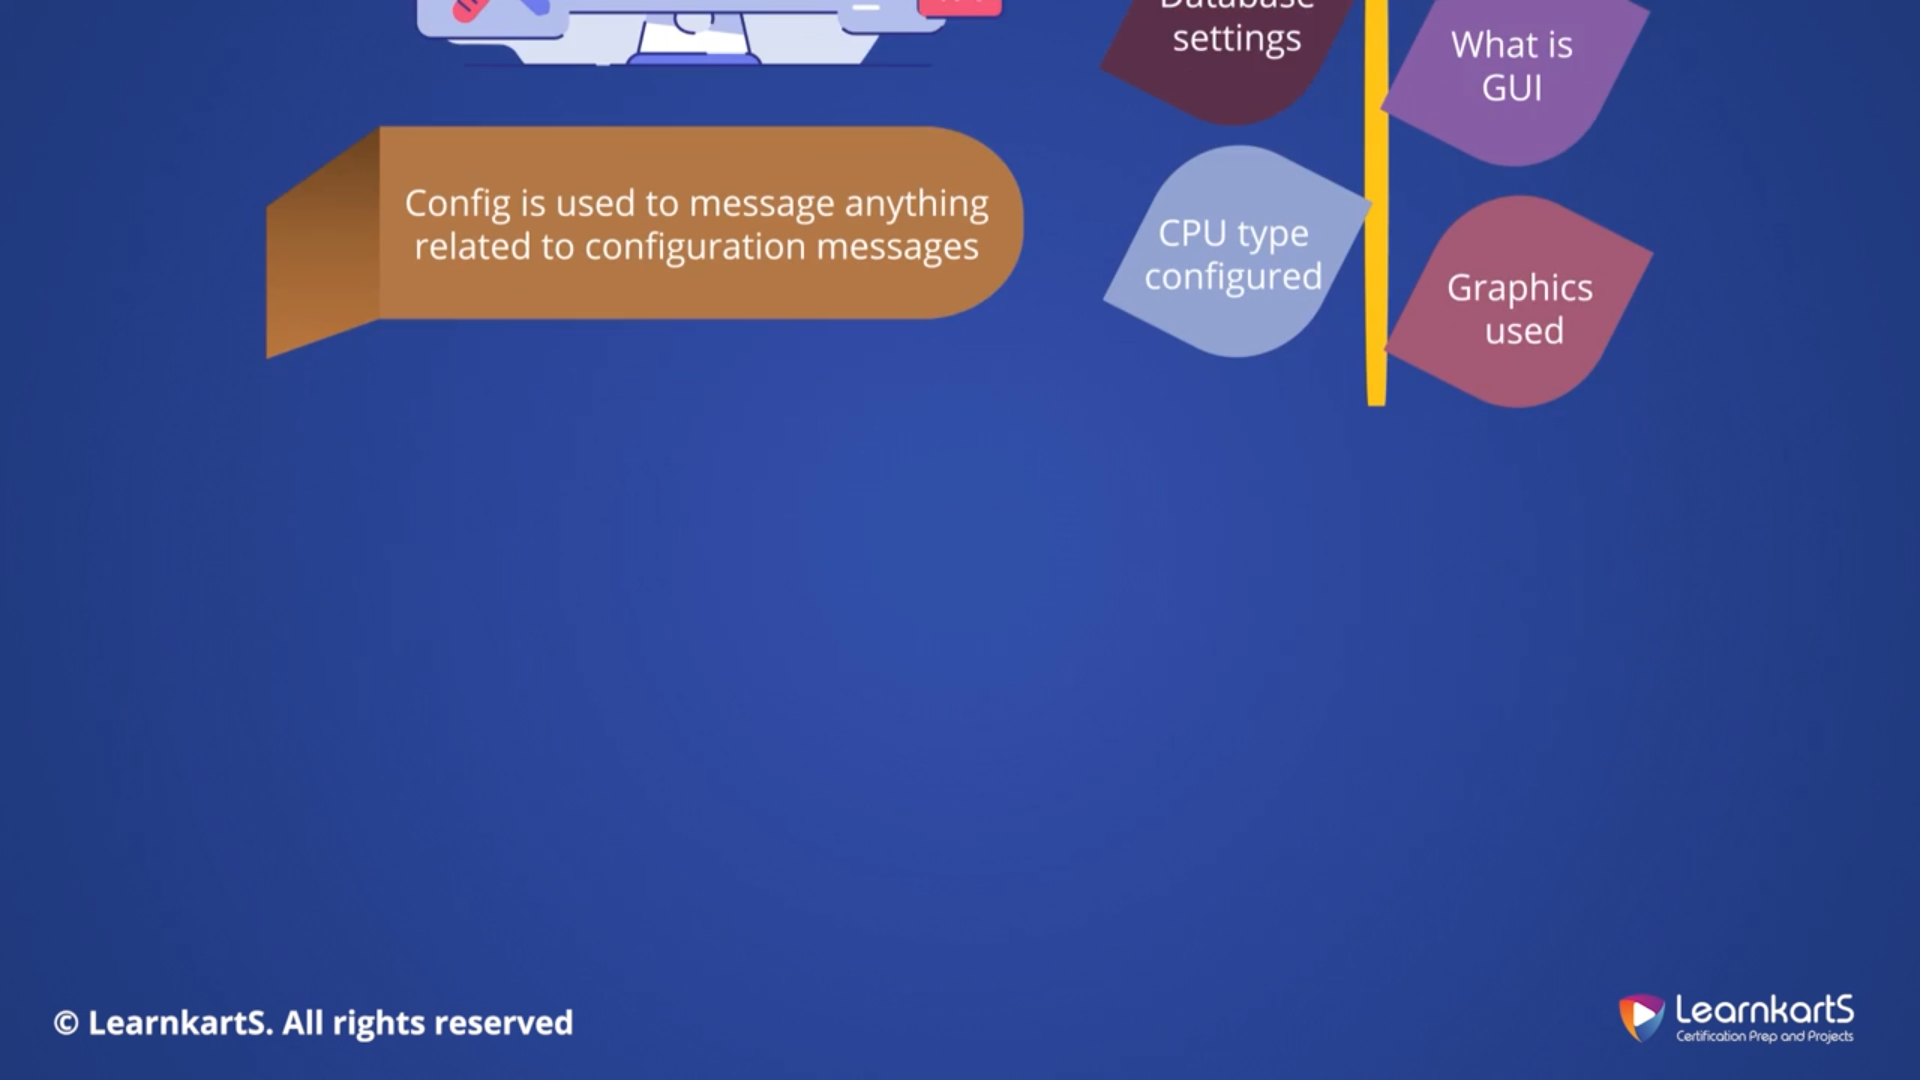 Database
settings
What is
GUI
Config is used to message anything
related to configuration messages
CPU type
configured
Graphics
used
© LearnkartS. All rights reserved
LearnkartS
Certification Prep and Projects